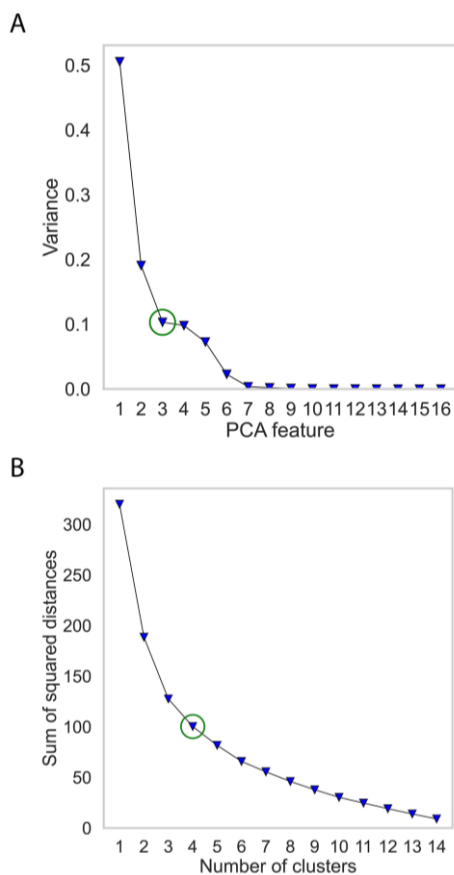 A
0.5
0.4
0.3
0.2
0.1
0.0
Variance
1 2 3 4 5 6 7 8 9 10 11 12 13 14 15 16
PCA feature
B
300
250
200
150
100
50
0
Sum of squared distances
1 2 3 4 5 6 7 8 9 10 11 12 13 14
Number of clusters